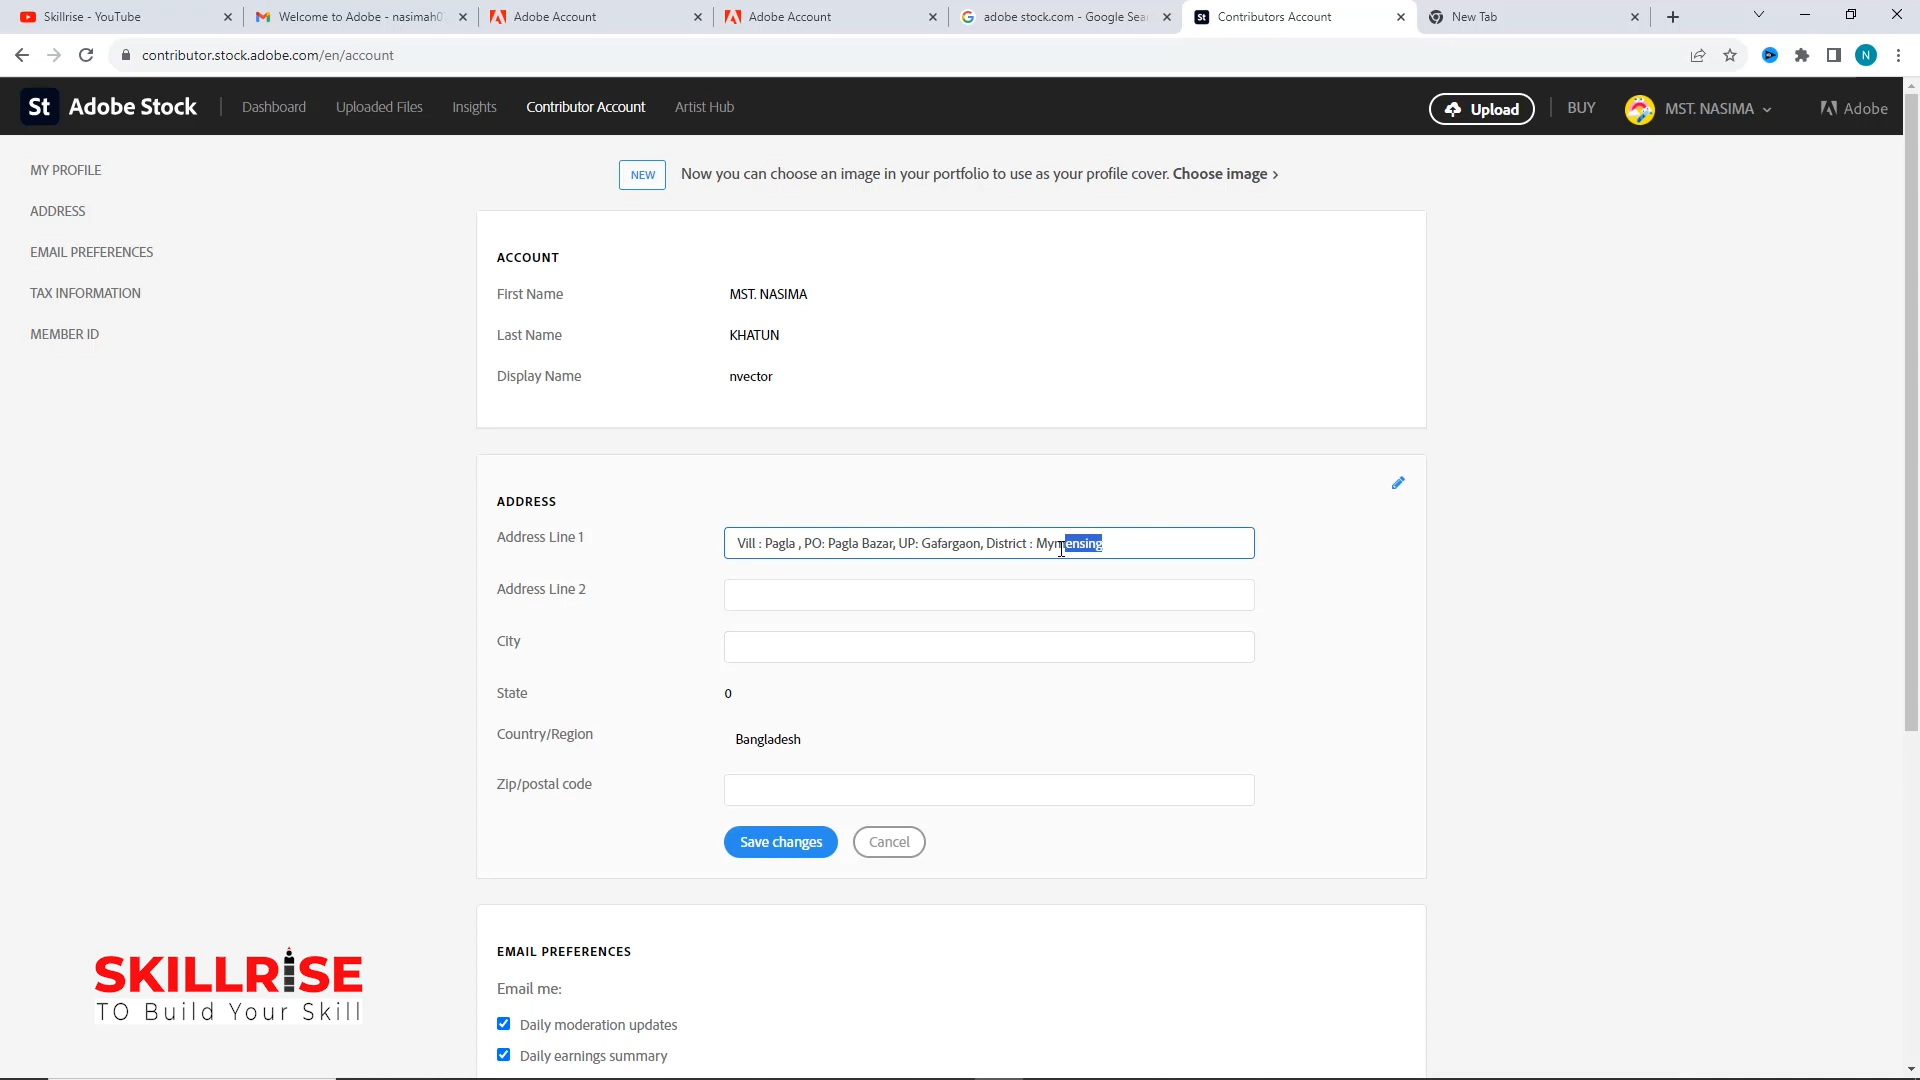 Skillrise - YouTube
Welcome to Adobe - nasimah0
Adobe Account
Adobe Account
adobe stock.com - Google Sea
St Contributors Account
New Tab
contributor.stock.adobe.com/en/account
N
St Adobe Stock
Dashboard
Uploaded Files
Insights
Contributor Account
Artist Hub
Upload
BUY
MST. NASIMA
Adobe
MY PROFILE
ADDRESS
EMAIL PREFERENCES
TAX INFORMATION
MEMBER ID
NEW Now you can choose an image in your portfolio to use as your profile cover. Choose image >
ACCOUNT
First Name MST. NASIMA
Last Name KHATUN
Display Name nvector
ADDRESS
Address Line 1 Vill : Pagla , PO: Pagla Bazar, UP: Gafargaon, District : Mymensing
Address Line 2
City
State 0
Country/Region Bangladesh
Zip/postal code
Save changes Cancel
EMAIL PREFERENCES
Email me:
Daily moderation updates
Daily earnings summary
SKILLRISE
TO Build Your Skill